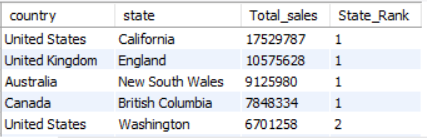 country state Total_sales State_Rank
United States California 17529787 1
United Kingdom England 10575628 1
Australia New South Wales 9125980 1
Canada British Columbia 7848334 1
United States Washington 6701258 2